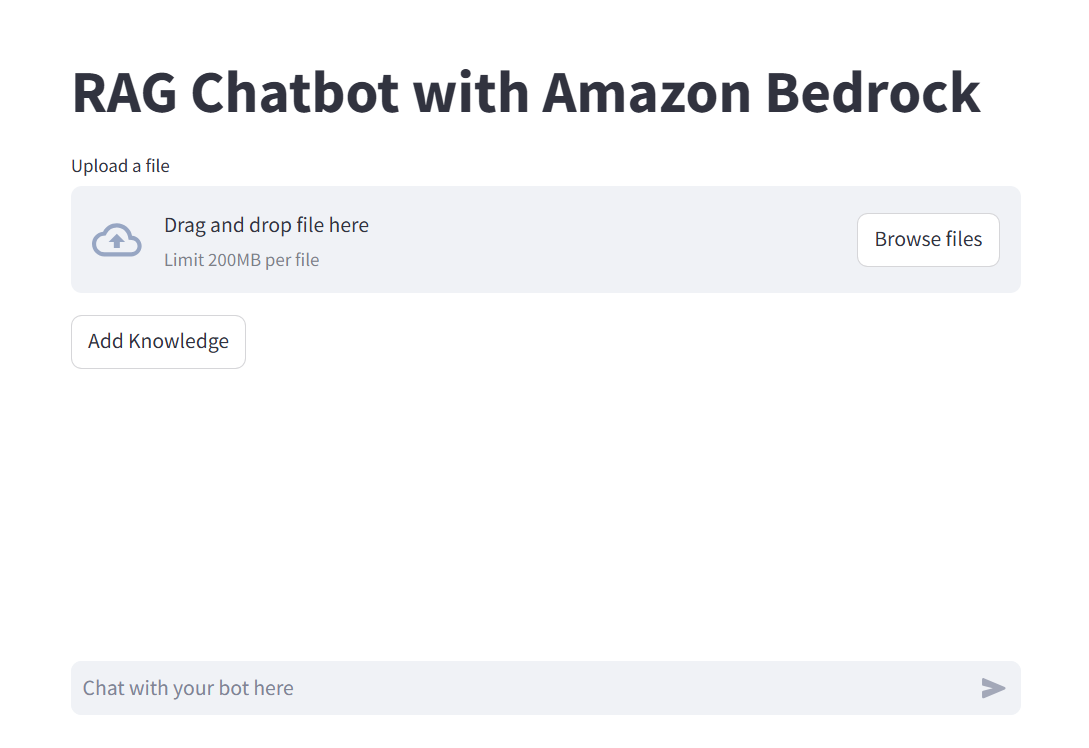 RAG Chatbot with Amazon Bedrock
Upload a file
Drag and drop file here
Limit 200MB per file
Browse files
Add Knowledge
Chat with your bot here